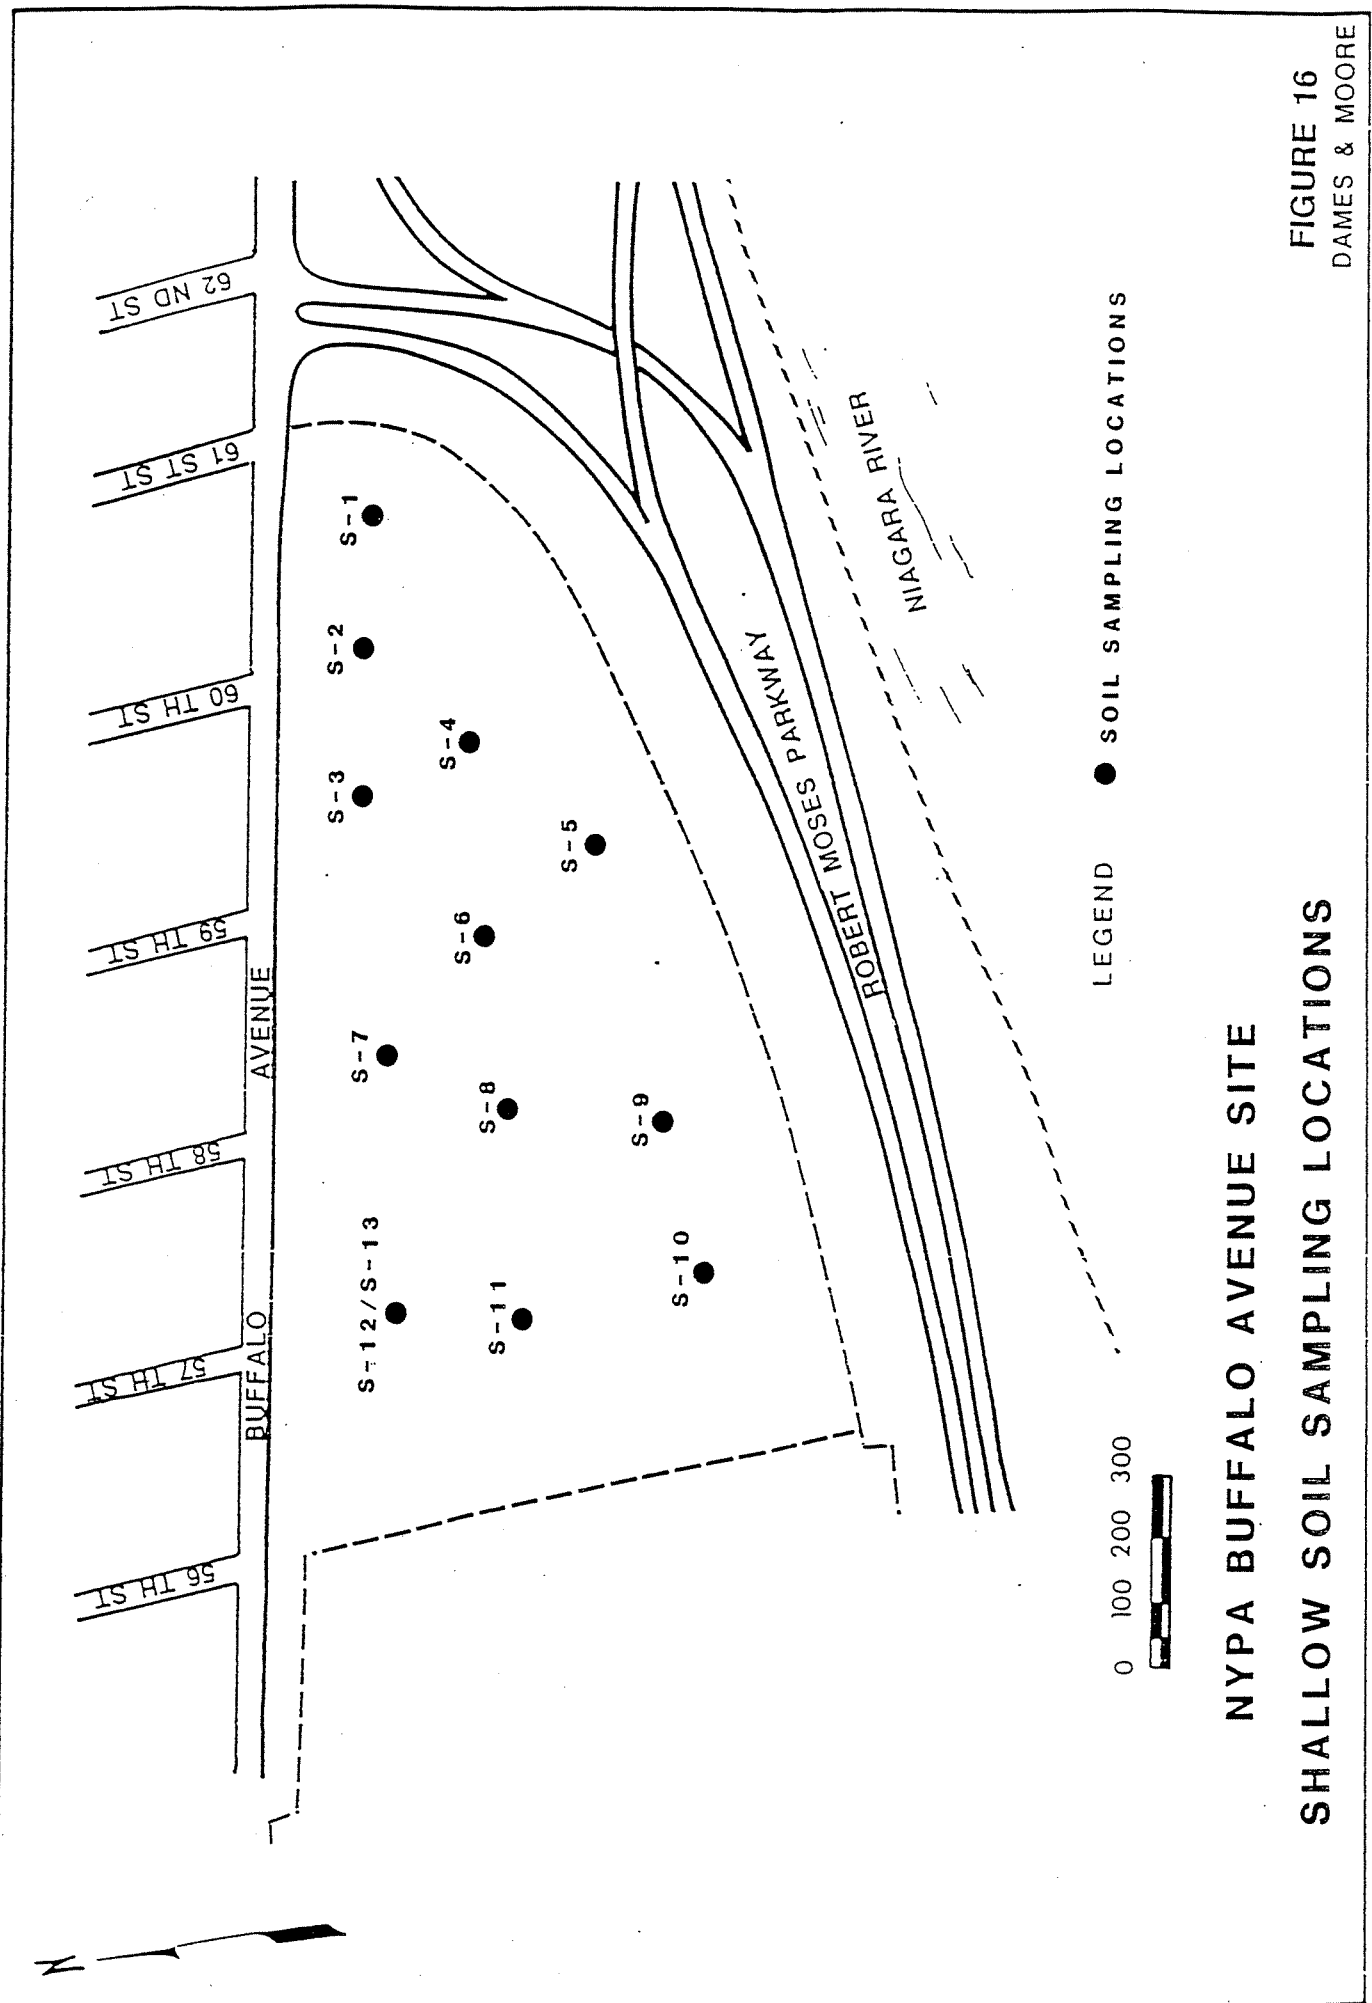 N
56 TH ST
57 TH ST
58 TH ST
59 TH ST
60 TH ST
61 ST ST
62 ND ST
BUFFALO AVENUE
S-1
S-2
S-3
S-4
S-5
S-6
S-7
S-8
S-9
S-10
S-11
S-12/S-13
ROBERT MOSES PARKWAY
NIAGARA RIVER
0 100 200 300
LEGEND
SOIL SAMPLING LOCATIONS
NYPA BUFFALO AVENUE SITE
SHALLOW SOIL SAMPLING LOCATIONS
FIGURE 16
DAMES & MOORE